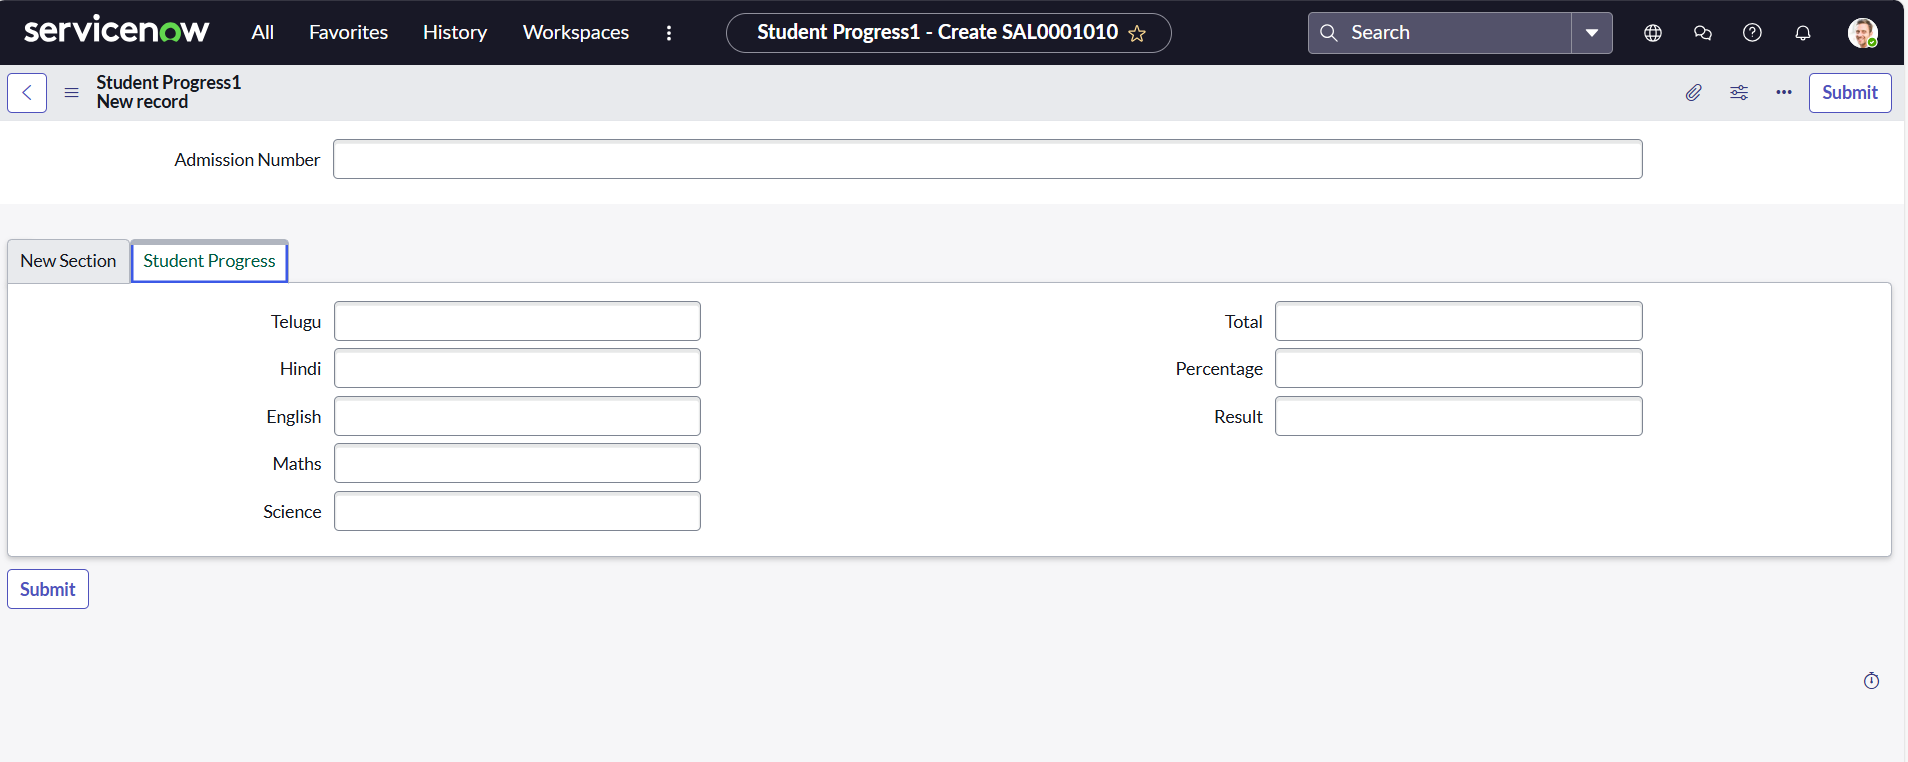 servicenow All Favorites History Workspaces Student Progress1 - Create SAL0001010 Search
Student Progress1
New record
Submit
Admission Number
New Section Student Progress
Telugu Total
Hindi Percentage
English Result
Maths
Science
Submit